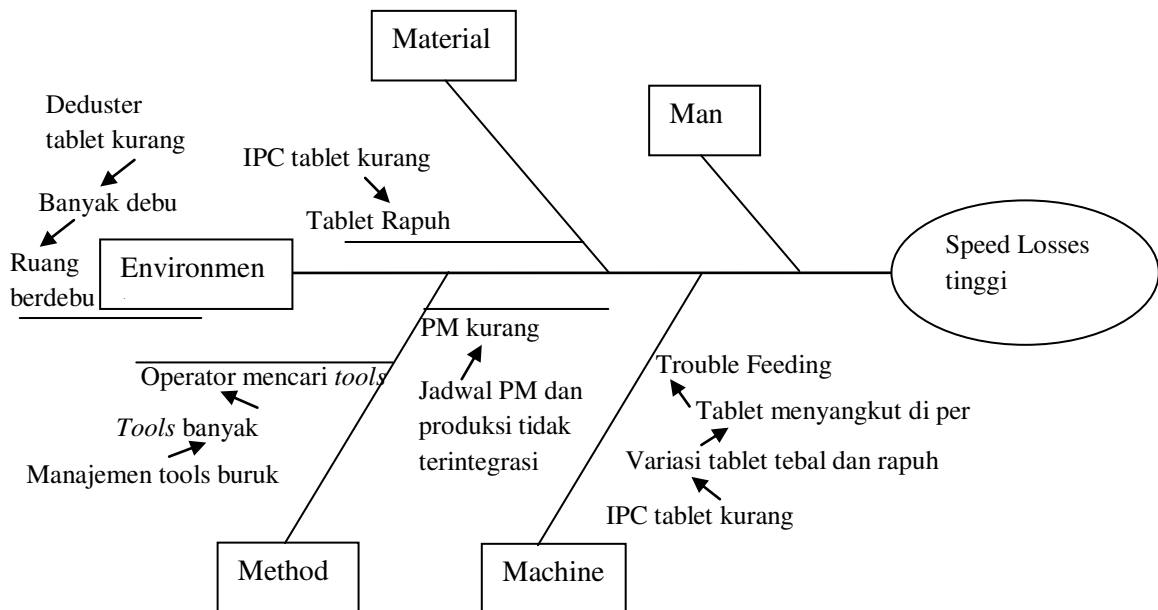 Material
Man
Deduster
tablet kurang
Banyak debu
Ruang
berdebu
Environmen
IPC tablet kurang
Tablet Rapuh
Speed Losses
tinggi
Operator mencari tools
Tools banyak
Manajemen tools buruk
PM kurang
Jadwal PM dan
produksi tidak
terintegrasi
Trouble Feeding
Tablet menyangkut di per
Variasi tablet tebal dan rapuh
IPC tablet kurang
Method
Machine